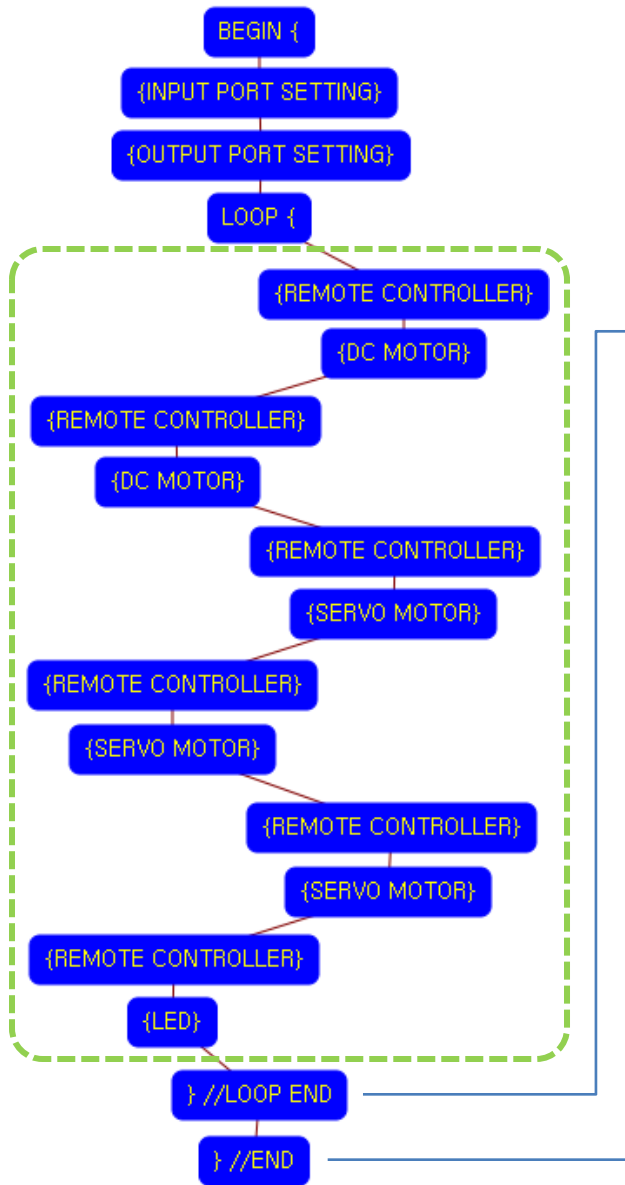 BEGIN {
{INPUT PORT SETTING}
{OUTPUT PORT SETTING}
LOOP {
{REMOTE CONTROLLER}
{DC MOTOR}
{REMOTE CONTROLLER}
{DC MOTOR}
{REMOTE CONTROLLER}
{SERVO MOTOR}
{REMOTE CONTROLLER}
{SERVO MOTOR}
{REMOTE CONTROLLER}
{SERVO MOTOR}
{REMOTE CONTROLLER}
{LED}
} //LOOP END
} //END